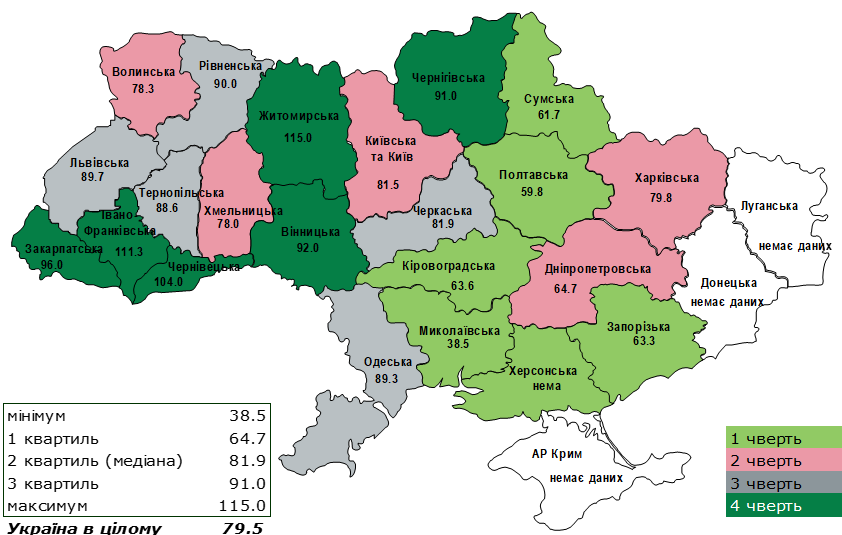 Волинська
78.3
Рівненська
90.0
Житомирська
115.0
Чернігівська
91.0
Сумська
61.7
Київська
та Київ
81.5
Львівська
89.7
Тернопільська
88.6
Хмельницька
78.0
Полтавська
59.8
Харківська
79.8
Луганська
немає даних
Черкаська
81.9
Івано
Франківська
111.3
Закарпатська
96.0
Чернівецька
104.0
Вінницька
92.0
Кіровоградська
63.6
Дніпропетровська
64.7
Донецька
немає даних
Миколаївська
38.5
Запорізька
63.3
Одеська
89.3
Херсонська
нема
АР Крим
немає даних
мінімум 38.5
1 квартиль 64.7
2 квартиль (медіана) 81.9
3 квартиль 91.0
максимум 115.0
Україна в цілому 79.5
1 чверть
2 чверть
3 чверть
4 чверть